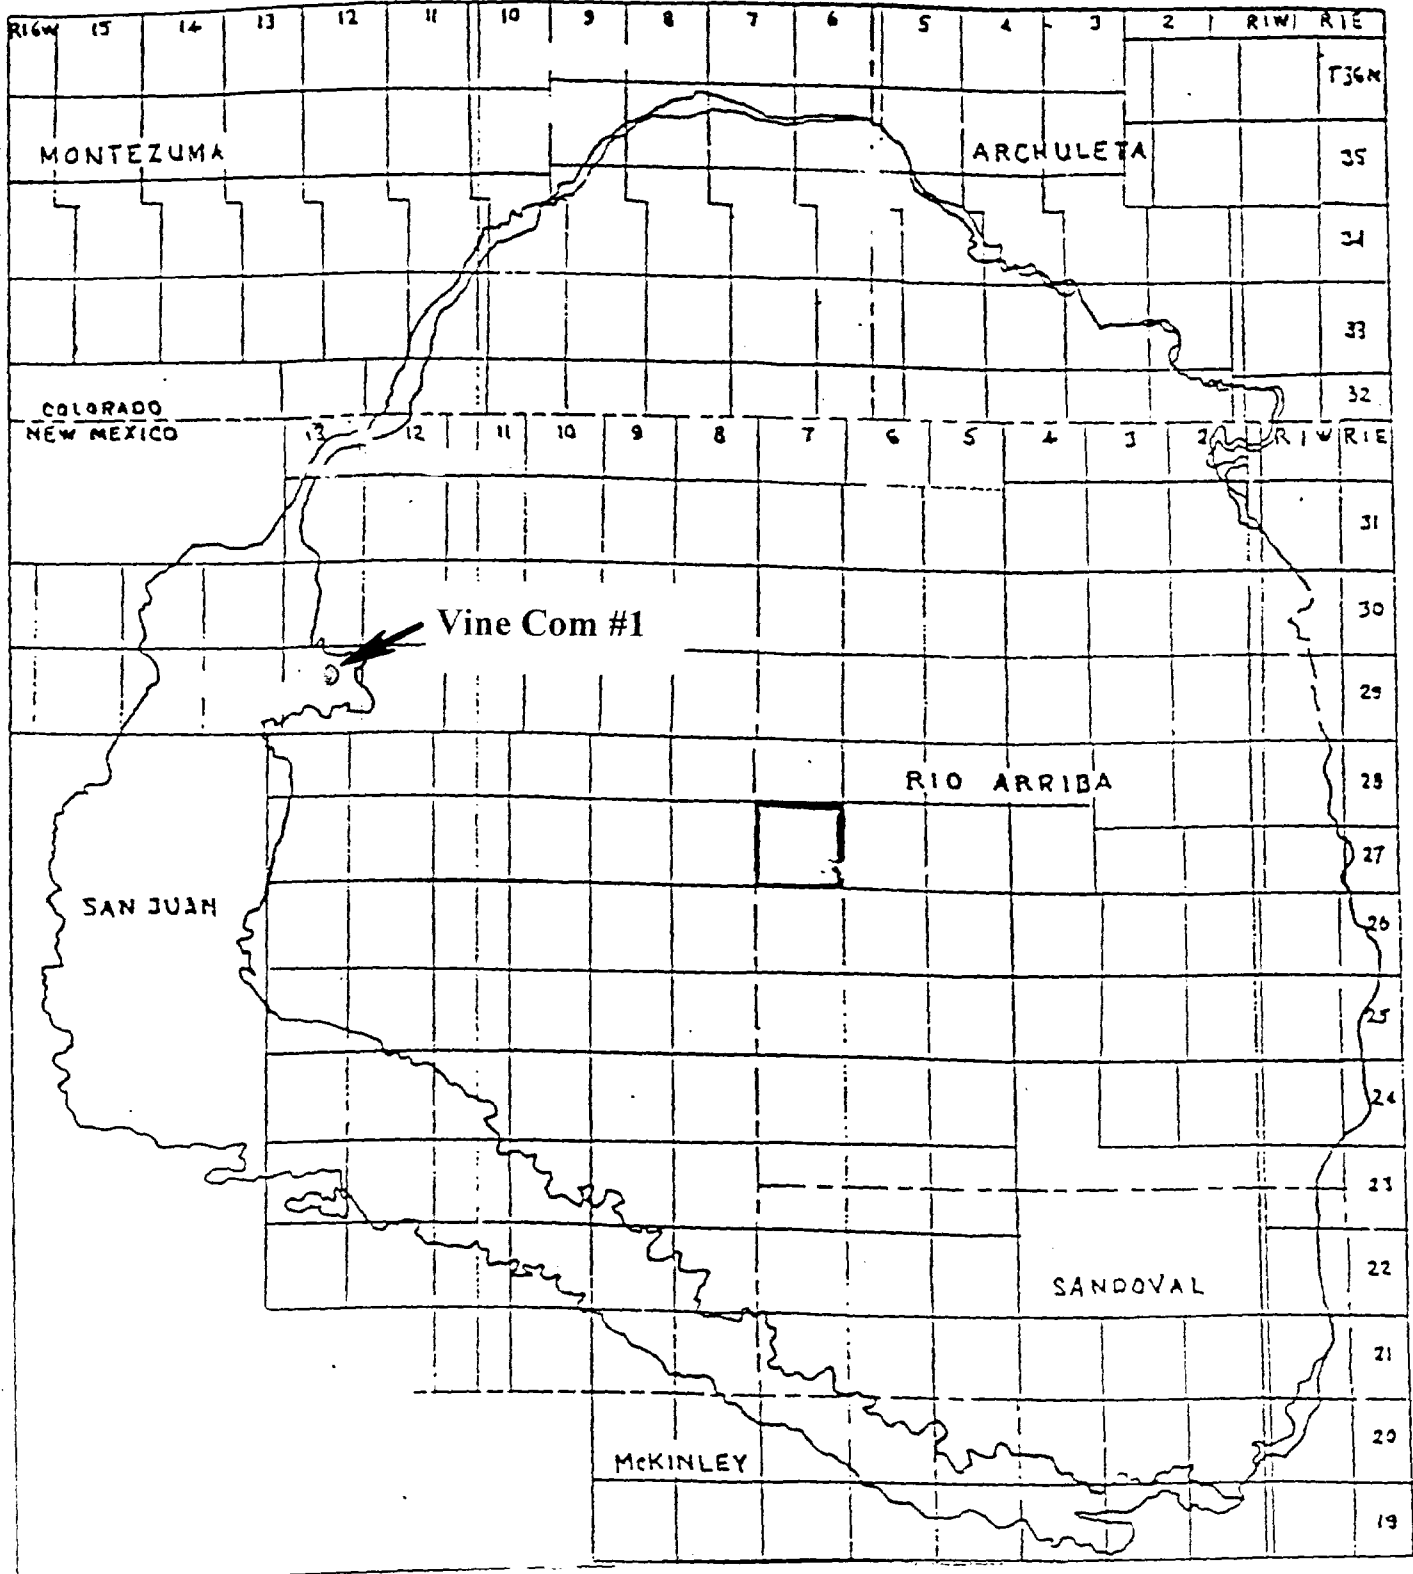 R16W 15 14 13 12 11 10 9 8 7 6 5 4 3 2 1 R1W R1E
T36N
MONTEZUMA ARCHULETA 35
34
33
32
COLORADO
NEW MEXICO 13 12 11 10 9 8 7 6 5 4 3 2 R1W R1E
31
30
Vine Com #1
29
RIO ARRIBA 28
27
SAN JUAN 26
25
24
23
SANDOVAL 22
21
20
McKINLEY
19